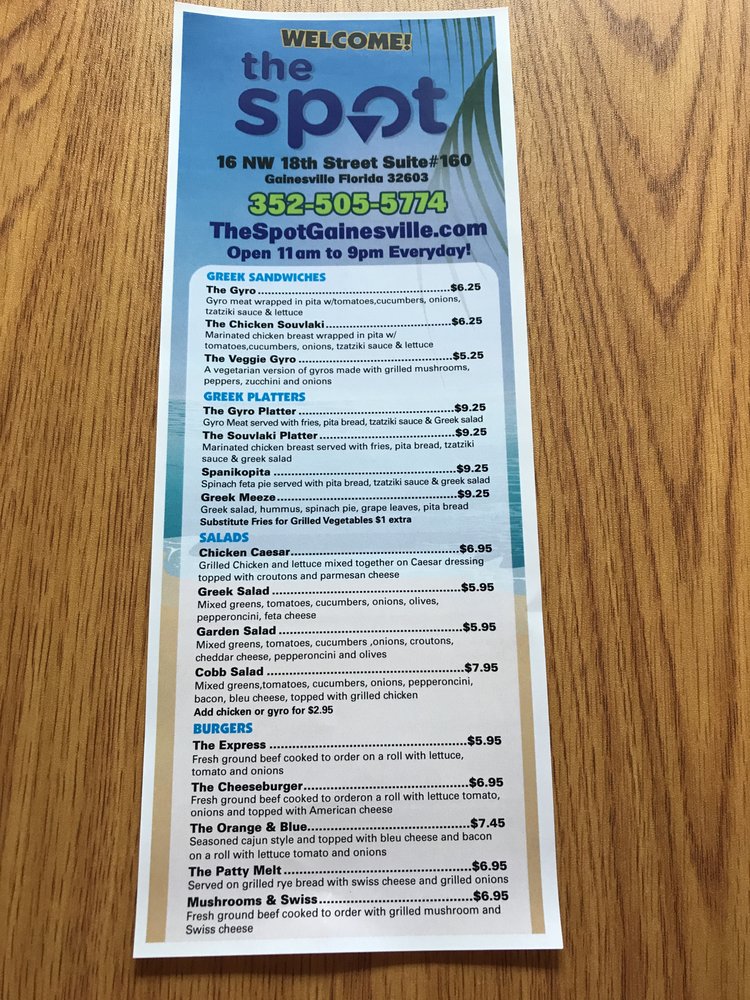 WELCOME!
the
spot
16 NW 18th Street Suite#160
Gainesville Florida 32603
352-505-5774
TheSpotGainesville.com
Open 11am to 9pm Everyday!
GREEK SANDWICHES
The Gyro..................................................$6.25
Gyro meat wrapped in pita w/tomatoes,cucumbers, onions,
tzatziki sauce & lettuce
The Chicken Souvlaki................................$6.25
Marinated chicken breast wrapped in pita w/
tomatoes,cucumbers, onions, tzatziki sauce & lettuce
The Veggie Gyro .......................................$5.25
A vegetarian version of gyros made with grilled mushrooms,
peppers, zucchini and onions
GREEK PLATTERS
The Gyro Platter .......................................$9.25
Gyro Meat served with fries, pita bread, tzatziki sauce & Greek salad
The Souvlaki Platter..................................$9.25
Marinated chicken breast served with fries, pita bread, tzatziki
sauce & greek salad
Spanikopita ..............................................$9.25
Spinach feta pie served with pita bread, tzatziki sauce & greek salad
Greek Meeze.............................................$9.25
Greek salad, hummus, spinach pie, grape leaves, pita bread
Substitute Fries for Grilled Vegetables $1 extra
SALADS
Chicken Caesar..........................................$6.95
Grilled Chicken and lettuce mixed together on Caesar dressing
topped with croutons and parmesan cheese
Greek Salad ...............................................$5.95
Mixed greens, tomatoes, cucumbers, onions, olives,
pepperoncini, feta cheese
Garden Salad .............................................$5.95
Mixed greens, tomatoes, cucumbers ,onions, croutons,
cheddar cheese, pepperoncini and olives
Cobb Salad ................................................$7.95
Mixed greens,tomatoes, cucumbers, onions, pepperoncini,
bacon, bleu cheese, topped with grilled chicken
Add chicken or gyro for $2.95
BURGERS
The Express ................................................$5.95
Fresh ground beef cooked to order on a roll with lettuce,
tomato and onions
The Cheeseburger........................................$6.95
Fresh ground beef cooked to orderon a roll with lettuce tomato,
onions and topped with American cheese
The Orange & Blue.......................................$7.45
Seasoned cajun style and topped with bleu cheese and bacon
on a roll with lettuce tomato and onions
The Patty Melt.............................................$6.95
Served on grilled rye bread with swiss cheese and grilled onions
Mushrooms & Swiss.....................................$6.95
Fresh ground beef cooked to order with grilled mushroom and
Swiss cheese